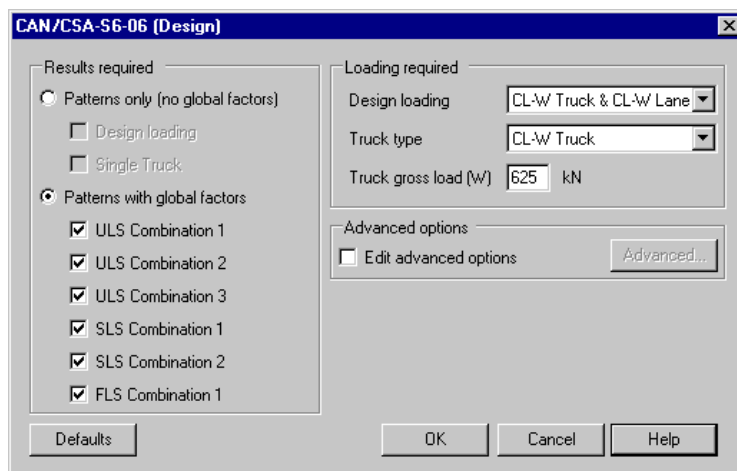 CAN/CSA-S6-06 (Design)
Results required
Patterns only (no global factors)
Design loading
Single Truck
Patterns with global factors
ULS Combination 1
ULS Combination 2
ULS Combination 3
SLS Combination 1
SLS Combination 2
FLS Combination 1
Loading required
Design loading CL-W Truck & CL-W Lane
Truck type CL-W Truck
Truck gross load (W) 625 kN
Advanced options
Edit advanced options Advanced...
Defaults OK Cancel Help